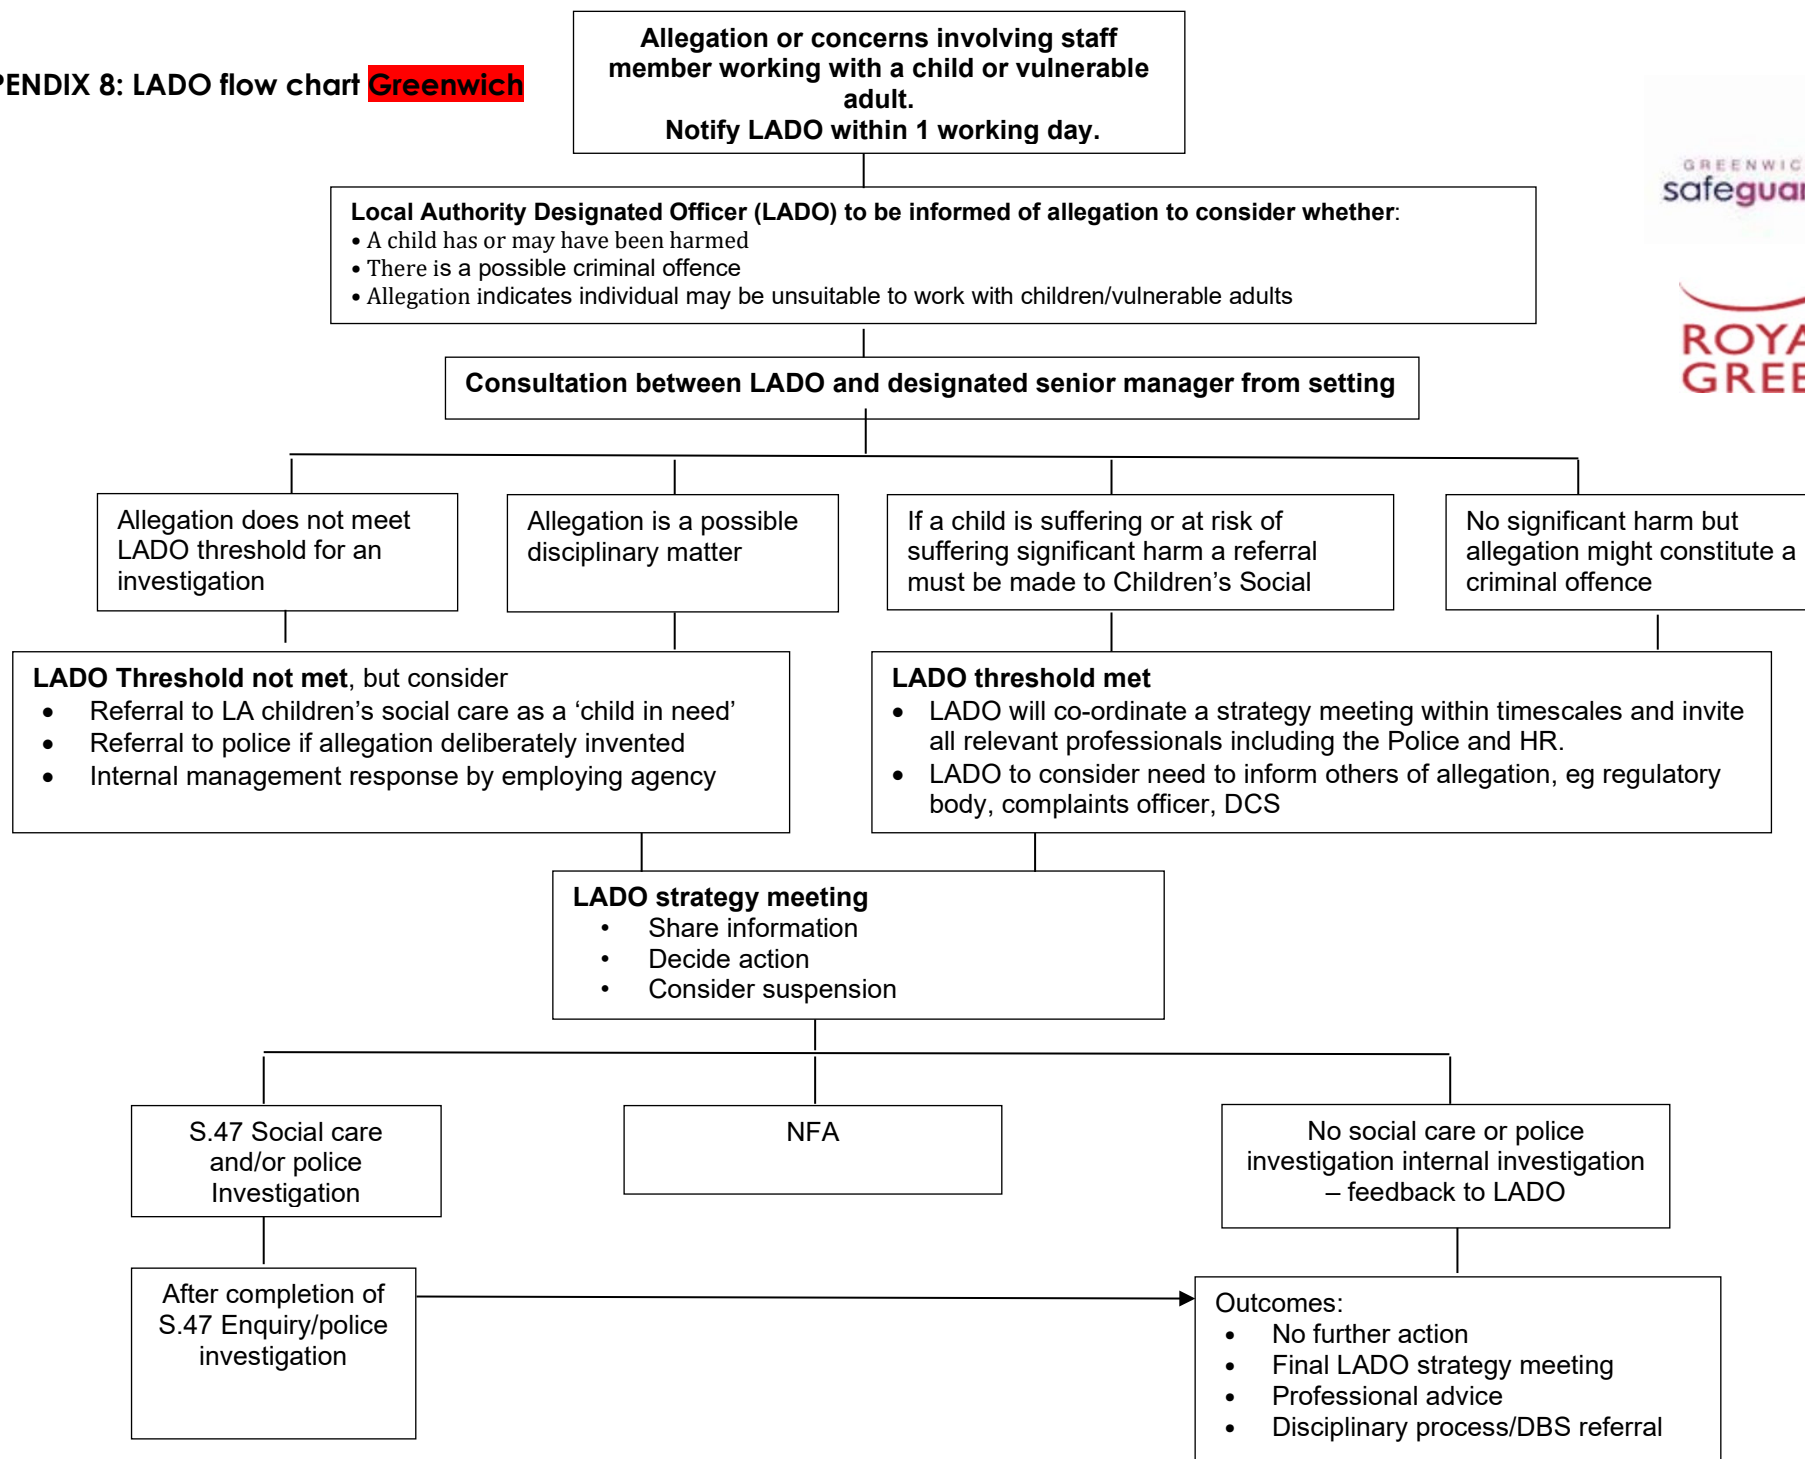 Allegation or concerns involving staff
member working with a child or vulnerable
adult.
Notify LADO within 1 working day.
PENDIX 8: LADO flow chart Greenwich
GREENWIC
safeguar
Local Authority Designated Officer (LADO) to be informed of allegation to consider whether:
• A child has or may have been harmed
• There is a possible criminal offence
• Allegation indicates individual may be unsuitable to work with children/vulnerable adults
ROYA
GREE
Consultation between LADO and designated senior manager from setting
Allegation does not meet
LADO threshold for an
investigation
Allegation is a possible
disciplinary matter
If a child is suffering or at risk of
suffering significant harm a referral
must be made to Children’s Social
No significant harm but
allegation might constitute a
criminal offence
LADO Threshold not met, but consider
• Referral to LA children’s social care as a ‘child in need’
• Referral to police if allegation deliberately invented
• Internal management response by employing agency
LADO threshold met
• LADO will co-ordinate a strategy meeting within timescales and invite
all relevant professionals including the Police and HR.
• LADO to consider need to inform others of allegation, eg regulatory
body, complaints officer, DCS
LADO strategy meeting
• Share information
• Decide action
• Consider suspension
S.47 Social care
and/or police
Investigation
NFA
No social care or police
investigation internal investigation
– feedback to LADO
After completion of
S.47 Enquiry/police
investigation
Outcomes:
• No further action
• Final LADO strategy meeting
• Professional advice
• Disciplinary process/DBS referral